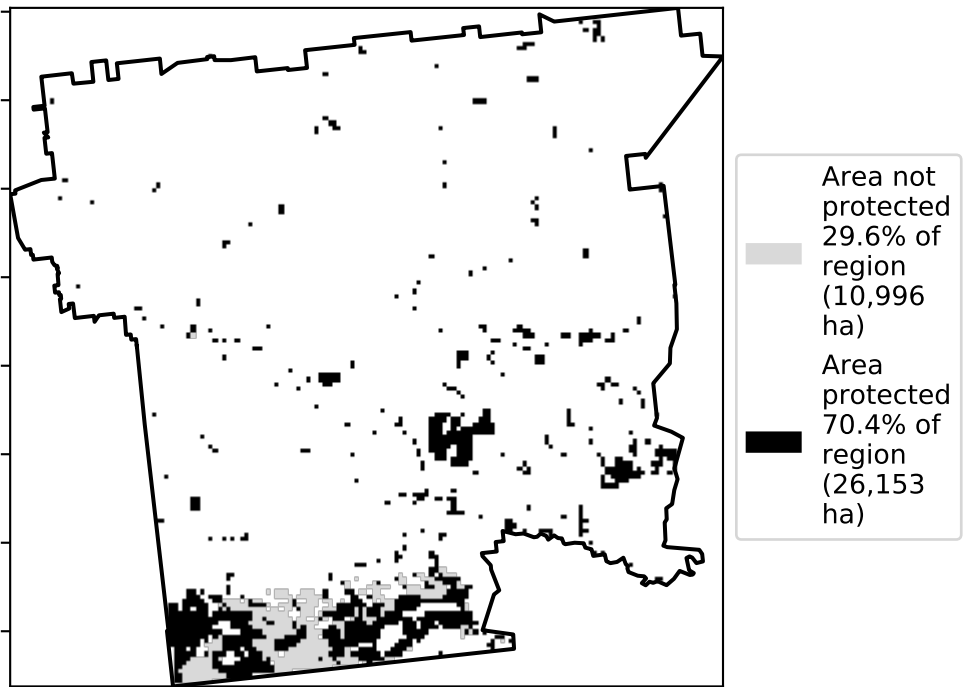 Area not
protected
29.6% of
region
(10,996
ha)
Area
protected
70.4% of
region
(26,153
ha)